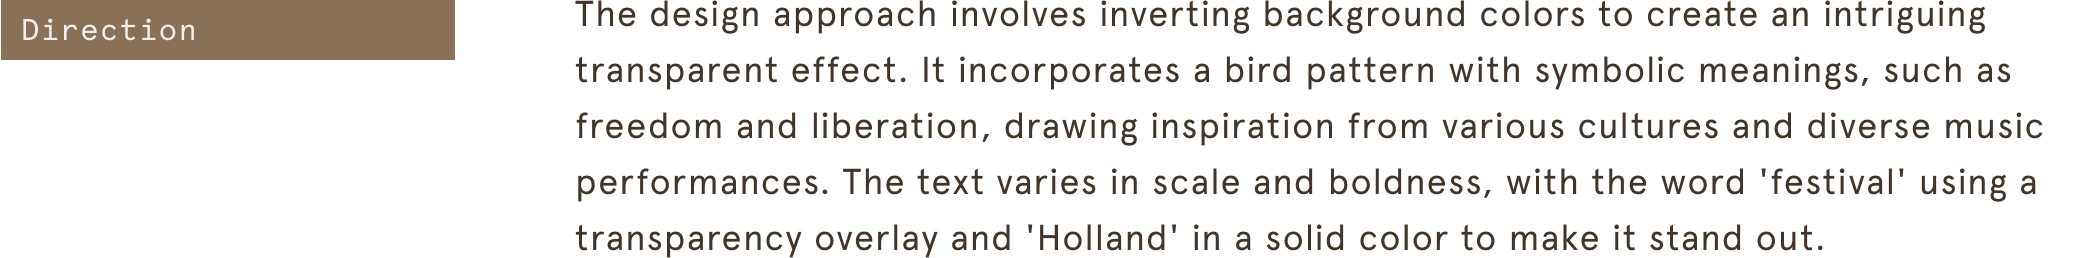 Direction
The design approach involves inverting background colors to create an intriguing
transparent effect. It incorporates a bird pattern with symbolic meanings, such as
freedom and liberation, drawing inspiration from various cultures and diverse music
performances. The text varies in scale and boldness, with the word 'festival' using a
transparency overlay and 'Holland' in a solid color to make it stand out.